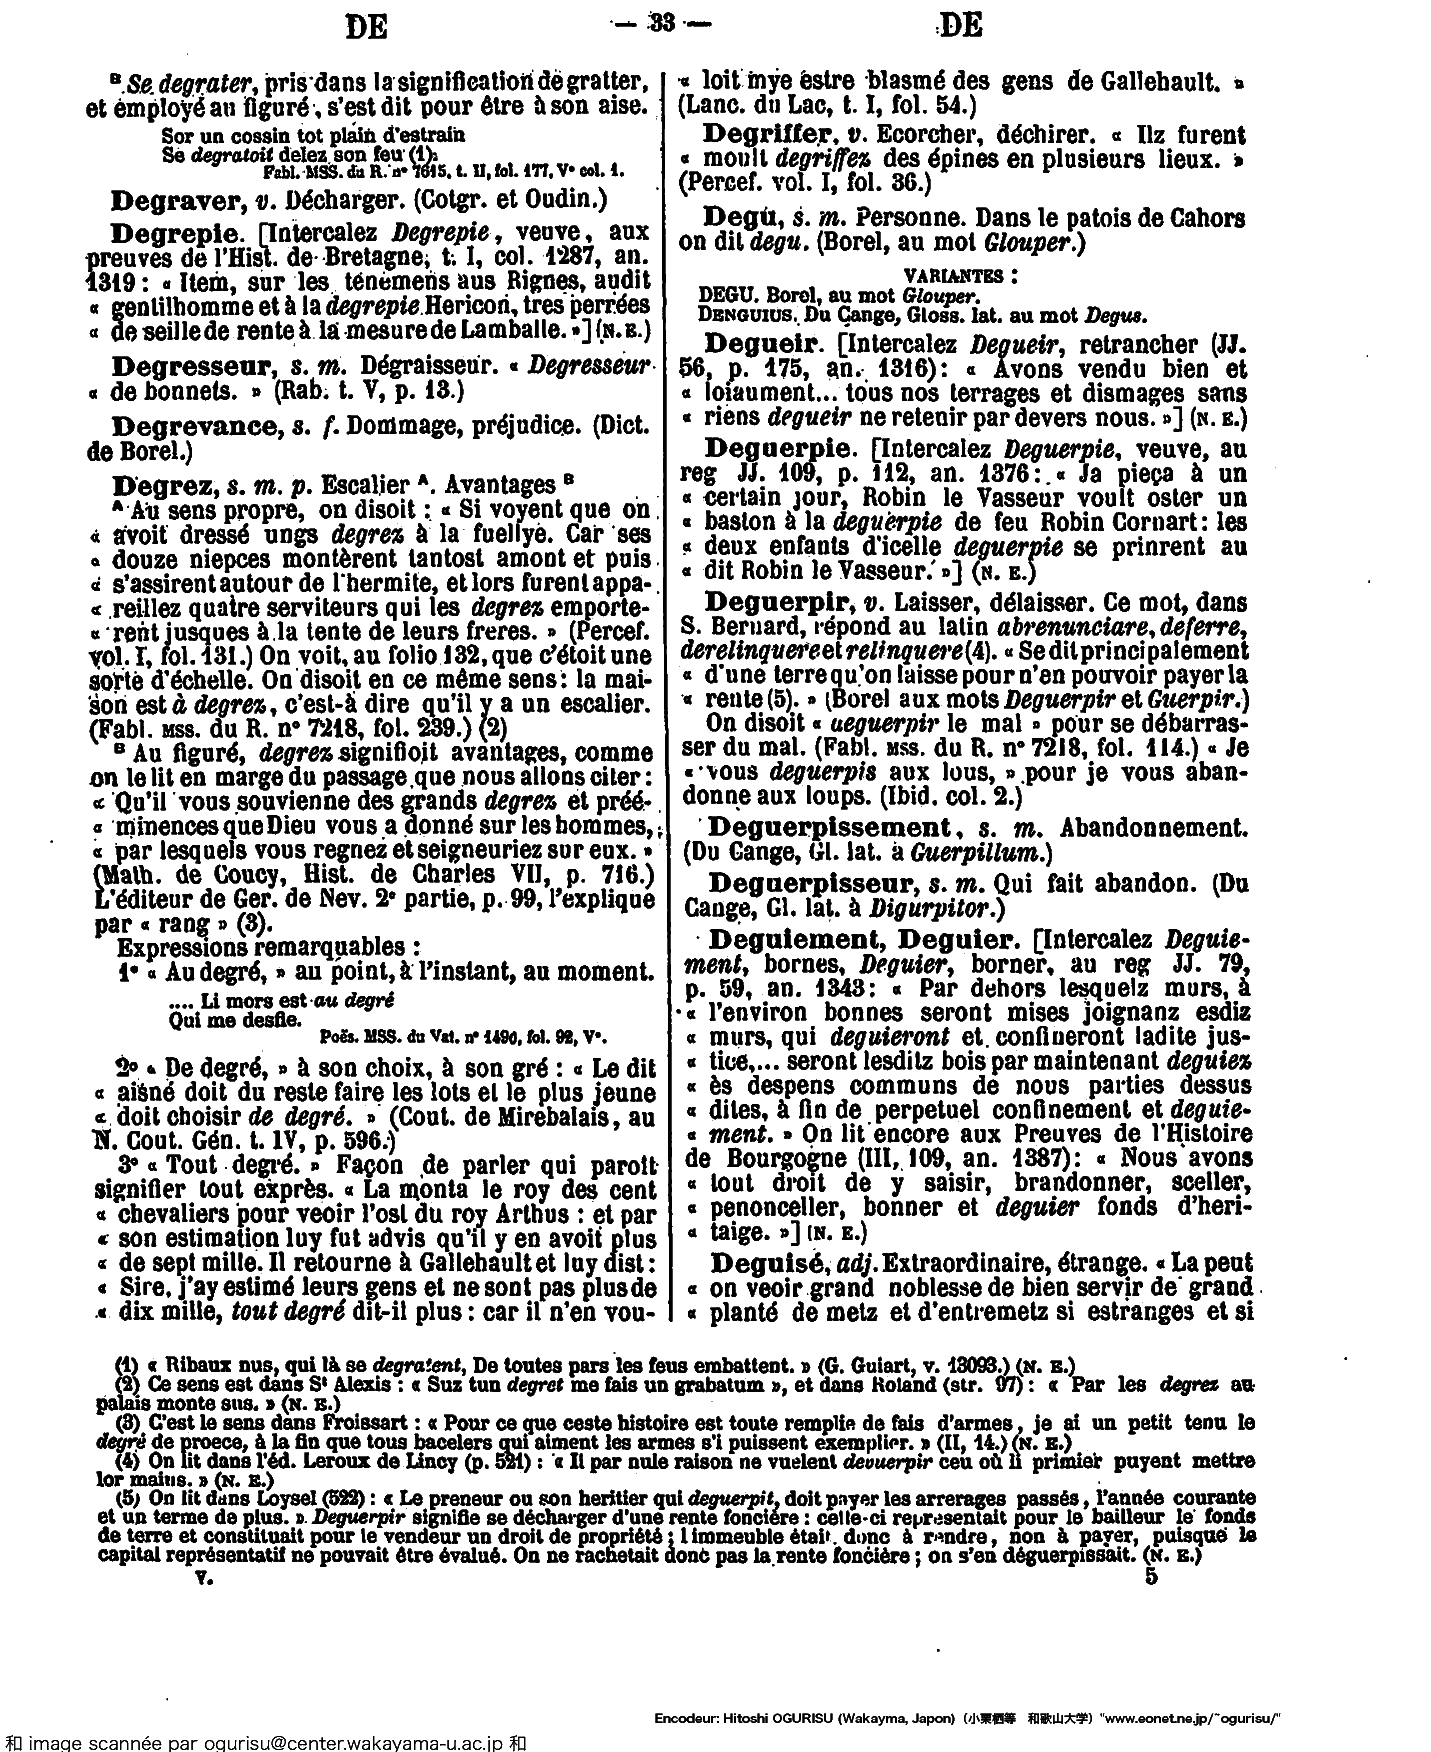 DE — 33 — DE
B Se degrater, pris dans la signification de gratter,
et employé au figuré, s'est dit pour être à son aise.
Sor un cossin tot plain d'estrain
Se degratoit delez son feu (1).
Fabl. MSS. du R. n° 7615, t. II, fol. 177, V° col. 1.
Degraver, v. Décharger. (Cotgr. et Oudin.)
Degrepie. [Intercalez Degrepie, veuve, aux
preuves de l'Hist. de Bretagne, t. I, col. 1287, an.
1319 : « Item, sur les ténemens aus Rignes, audit
« gentilhomme et à la degrepie Hericon, tres perrées
« de seille de rente à la mesure de Lamballe. »] (N. E.)
Degresseur, s. m. Dégraisseur. « Degresseur
« de bonnets. » (Rab. t. V, p. 13.)
Degrevance, s. f. Dommage, préjudice. (Dict.
de Borel.)
Degrez, s. m. p. Escalier A. Avantages B
A Au sens propre, on disoit : « Si voyent que on
« avoit dressé ungs degrez à la fuellye. Car ses
« douze niepces montèrent tantost amont et puis
« s'assirent autour de l'hermite, et lors furent appa-
« reillez quatre serviteurs qui les degrez emporte-
« rent jusques à la tente de leurs freres. » (Percef.
vol. I, fol. 131.) On voit, au folio 132, que c'étoit une
sorte d'échelle. On disoit en ce même sens : la mai-
son est à degrez, c'est-à dire qu'il y a un escalier.
(Fabl. MSS. du R. n° 7218, fol. 239.) (2)
B Au figuré, degrez signifioit avantages, comme
on le lit en marge du passage que nous allons citer :
« Qu'il vous souvienne des grands degrez et préé-
« minences que Dieu vous a donné sur les hommes,
« par lesquels vous regnez et seigneuriez sur eux. »
(Math. de Coucy, Hist. de Charles VII, p. 716.)
L'éditeur de Ger. de Nev. 2° partie, p. 99, l'explique
par « rang » (3).
Expressions remarquables :
1° « Au degré, » au point, à l'instant, au moment.
.... Li mors est au degré
Qui me desfie.
Poës. MSS. du Vat. n° 1490, fol. 92, V°.
2° « De degré, » à son choix, à son gré : « Le dit
« aisné doit du reste faire les lots et le plus jeune
« doit choisir de degré. » (Cout. de Mirebalais, au
N. Cout. Gén. t. IV, p. 596.)
3° « Tout degré. » Façon de parler qui paroît
signifier tout exprès. « La monta le roy des cent
« chevaliers pour veoir l'ost du roy Arthus : et par
« son estimation luy fut advis qu'il y en avoit plus
« de sept mille. Il retourne à Gallehault et luy dist :
« Sire, j'ay estimé leurs gens et ne sont pas plus de
« dix mille, tout degré dit-il plus : car il n'en vou-
« loit mye estre blasmé des gens de Gallehault. »
(Lanc. du Lac, t. I, fol. 54.)
Degriffer, v. Ecorcher, déchirer. « Ilz furent
« moult degriffez des épines en plusieurs lieux. »
(Percef. vol. I, fol. 36.)
Degu, s. m. Personne. Dans le patois de Cahors
on dit degu. (Borel, au mot Glouper.)
VARIANTES :
DEGU. Borel, au mot Glouper.
DENGUIUS. Du Cange, Gloss. lat. au mot Degus.
Degueir. [Intercalez Degueir, retrancher (JJ.
56, p. 175, an. 1316) : « Avons vendu bien et
« loiaument... tous nos terrages et dismages sans
« riens degueir ne retenir par devers nous. »] (N. E.)
Deguerpie. [Intercalez Deguerpie, veuve, au
reg JJ. 109, p. 112, an. 1376 : « Ja pieça à un
« certain jour, Robin le Vasseur voult oster un
« baston à la deguerpie de feu Robin Cornart : les
« deux enfants d'icelle deguerpie se prinrent au
« dit Robin le Vasseur. »] (N. E.)
Deguerpir, v. Laisser, délaisser. Ce mot, dans
S. Bernard, répond au latin abrenunciare, deferre,
derelinquere et relinquere (4). « Se dit principalement
« d'une terre qu'on laisse pour n'en pouvoir payer la
« rente (5). » (Borel aux mots Deguerpir et Guerpir.)
On disoit « deguerpir le mal » pour se débarras-
ser du mal. (Fabl. MSS. du R. n° 7218, fol. 114.) « Je
« vous deguerpis aux lous, » pour je vous aban-
donne aux loups. (Ibid. col. 2.)
Deguerpissement, s. m. Abandonnement.
(Du Cange, Gl. lat. à Guerpillum.)
Deguerpisseur, s. m. Qui fait abandon. (Du
Cange, Gl. lat. à Digurpitor.)
Deguiement, Deguier. [Intercalez Deguie-
ment, bornes, Deguier, borner, au reg JJ. 79,
p. 59, an. 1343 : « Par dehors lesquelz murs, à
« l'environ bonnes seront mises joignanz esdiz
« murs, qui deguieront et confineront ladite jus-
« tice,... seront lesditz bois par maintenant deguiez
« ès despens communs de nous parties dessus
« dites, à fin de perpetuel confinement et deguie-
« ment. » On lit encore aux Preuves de l'Histoire
de Bourgogne (III, 109, an. 1387) : « Nous avons
« tout droit de y saisir, brandonner, sceller,
« penonceller, bonner et deguier fonds d'heri-
« taige. »] (N. E.)
Deguisé, adj. Extraordinaire, étrange. « La peut
« on veoir grand noblesse de bien servir de grand
« planté de metz et d'entremetz si estranges et si
(1) « Ribaux nus, qui là se degratent, De toutes pars les feus embattent. » (G. Guiart, v. 13093.) (N. E.)
(2) Ce sens est dans St Alexis : « Suz tun degret me fais un grabatum », et dans Roland (str. 97) : « Par les degrez au
palais monte sus. » (N. E.)
(3) C'est le sens dans Froissart : « Pour ce que ceste histoire est toute remplie de fais d'armes, je ai un petit tenu le
degré de proece, à la fin que tous bacelers qui aiment les armes s'i puissent exemplier. » (II, 14.) (N. E.)
(4) On lit dans l'éd. Leroux de Lincy (p. 521) : « Il par nule raison ne vuelent devuerpir ceu où li primier puyent mettre
lor mains. » (N. E.)
(5) On lit dans Loysel (522) : « Le preneur ou son heritier qui deguerpit, doit payer les arrerages passés, l'année courante
et un terme de plus. » Deguerpir signifie se décharger d'une rente foncière : celle-ci représentait pour le bailleur le fonds
de terre et constituait pour le vendeur un droit de propriété ; l'immeuble était donc à rendre, non à payer, puisque le
capital représentatif ne pouvait être évalué. On ne rachetait donc pas la rente foncière ; on s'en déguerpissait. (N. E.)
V. 5
Encodeur: Hitoshi OGURISU (Wakayma, Japon) (小栗栖等 和歌山大学) "www.eonet.ne.jp/~ogurisu/"
和 image scannée par ogurisu@center.wakayama-u.ac.jp 和